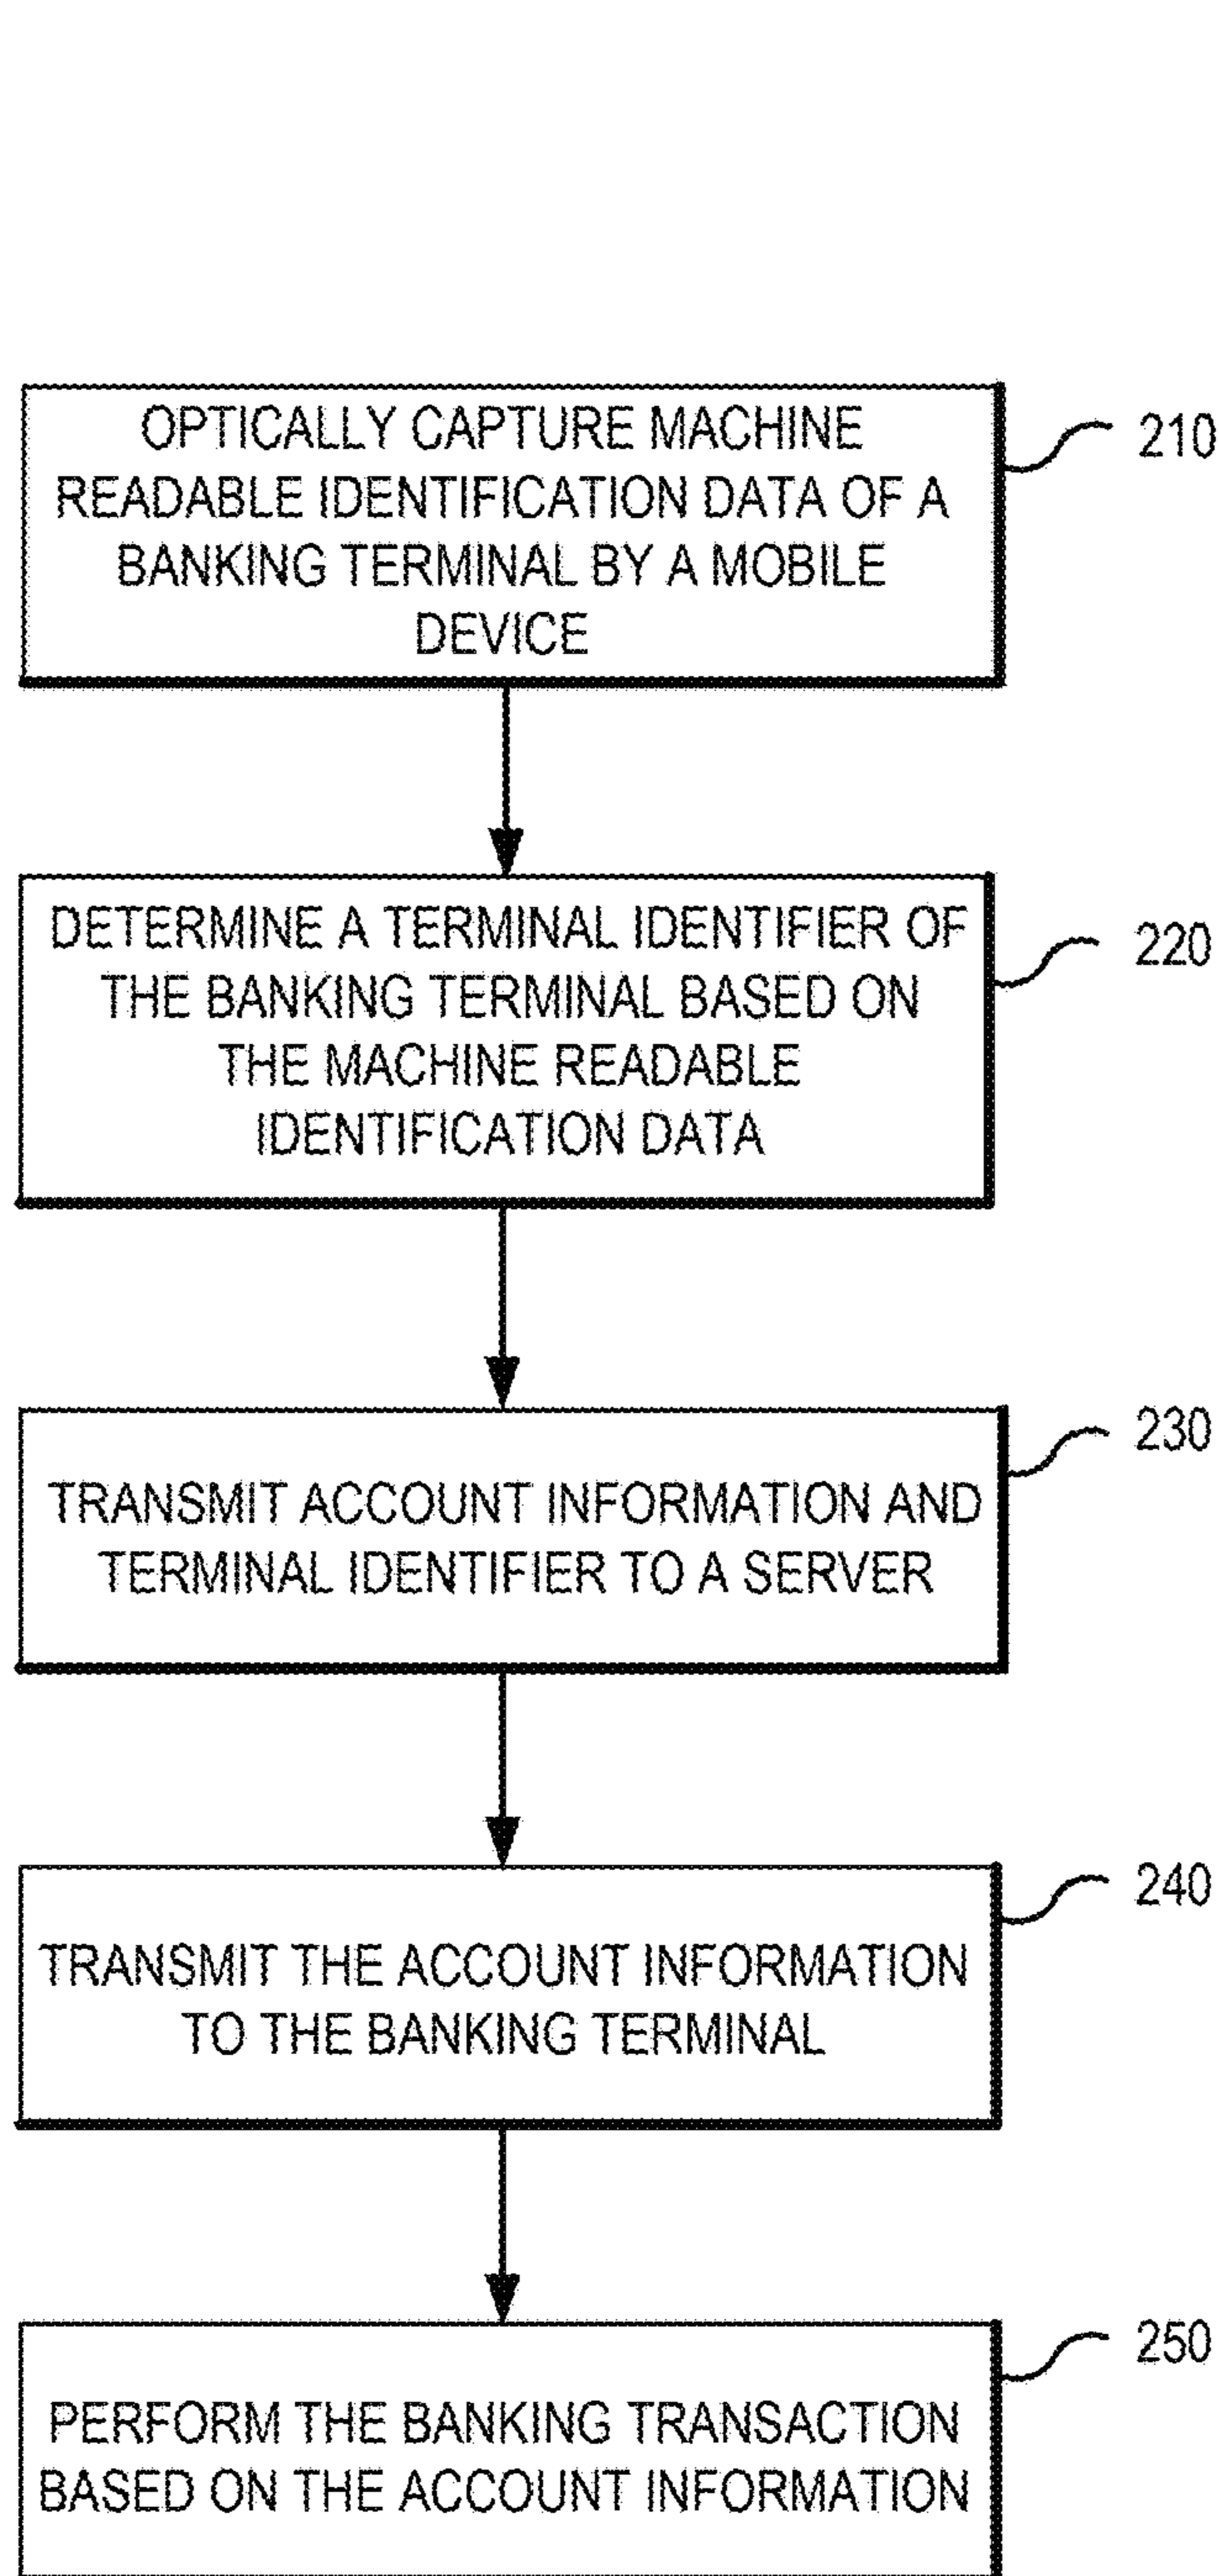 OPTICALLY CAPTURE MACHINE
READABLE IDENTIFICATION DATA OF A
BANKING TERMINAL BY A MOBILE
DEVICE
210
DETERMINE A TERMINAL IDENTIFIER OF
THE BANKING TERMINAL BASED ON
THE MACHINE READABLE
IDENTIFICATION DATA
220
TRANSMIT ACCOUNT INFORMATION AND
TERMINAL IDENTIFIER TO A SERVER
230
TRANSMIT THE ACCOUNT INFORMATION
TO THE BANKING TERMINAL
240
PERFORM THE BANKING TRANSACTION
BASED ON THE ACCOUNT INFORMATION
250